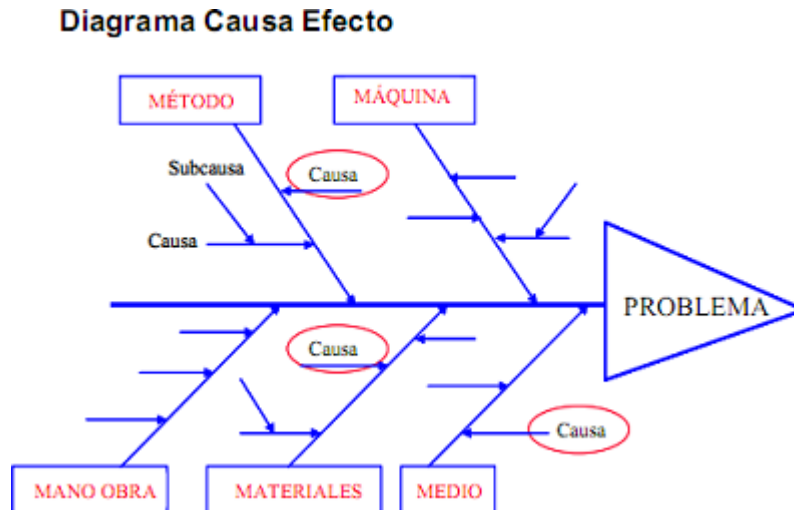 Diagrama Causa Efecto
MÉTODO
MÁQUINA
Subcausa
Causa
Causa
PROBLEMA
Causa
Causa
MANO OBRA
MATERIALES
MEDIO